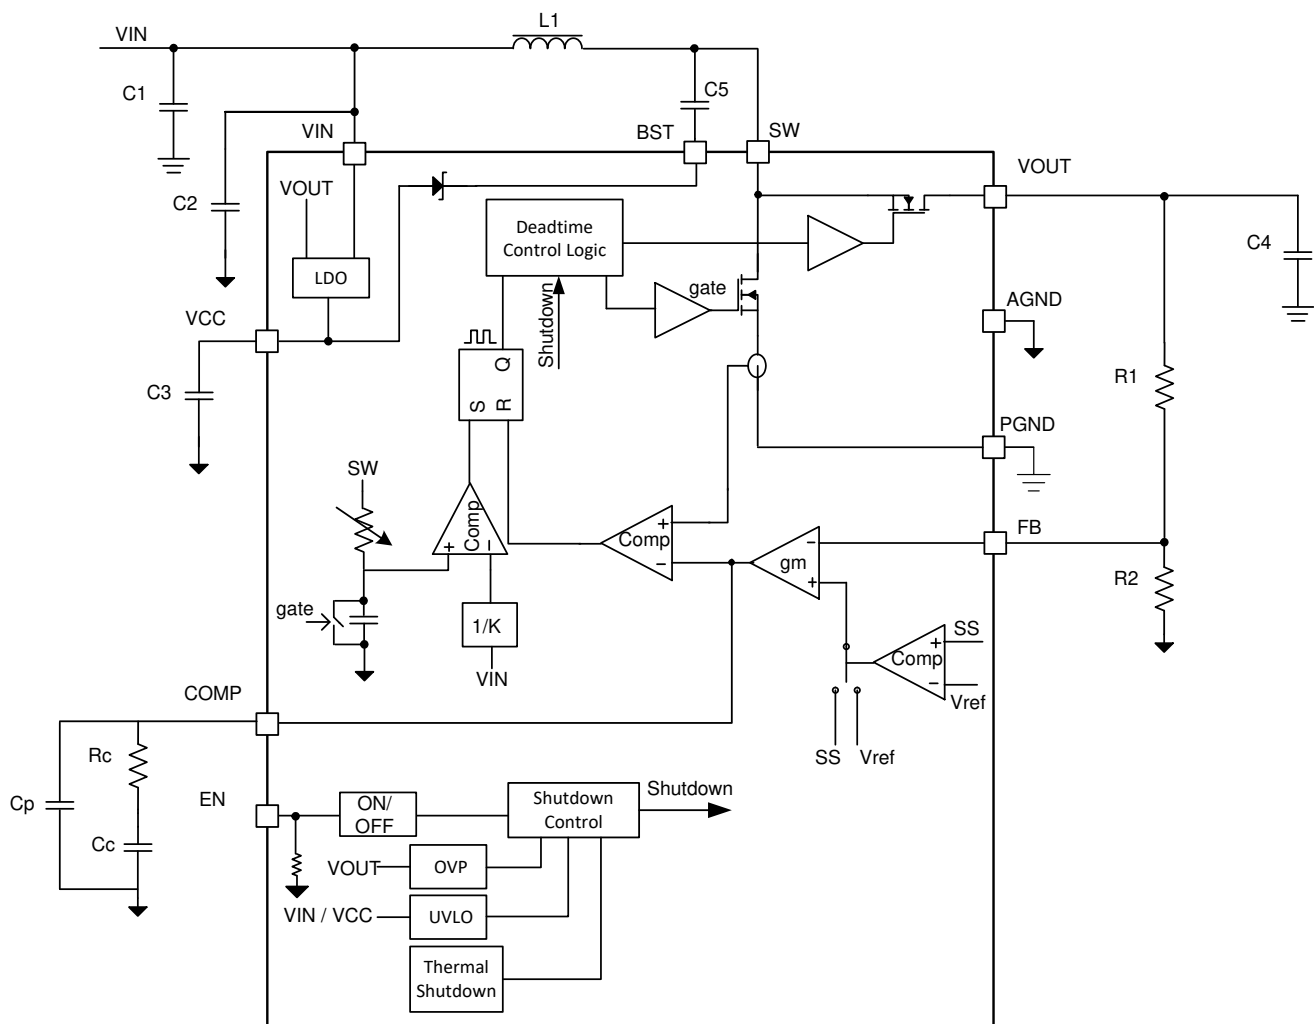 L1
VIN
C1
C5
VIN
BST
SW
VOUT
VOUT
C2
Deadtime
Control Logic
C4
LDO
gate
AGND
VCC
Shutdown
Q
C3
S
R
R1
PGND
SW
Comp
+
−
Comp
+
−
FB
−
gm
+
R2
gate
1/K
SS
+
Comp
−
VIN
Vref
COMP
SS
Vref
Rc
Cp
EN
ON/
OFF
Shutdown
Control
Shutdown
Cc
VOUT
OVP
VIN / VCC
UVLO
Thermal
Shutdown